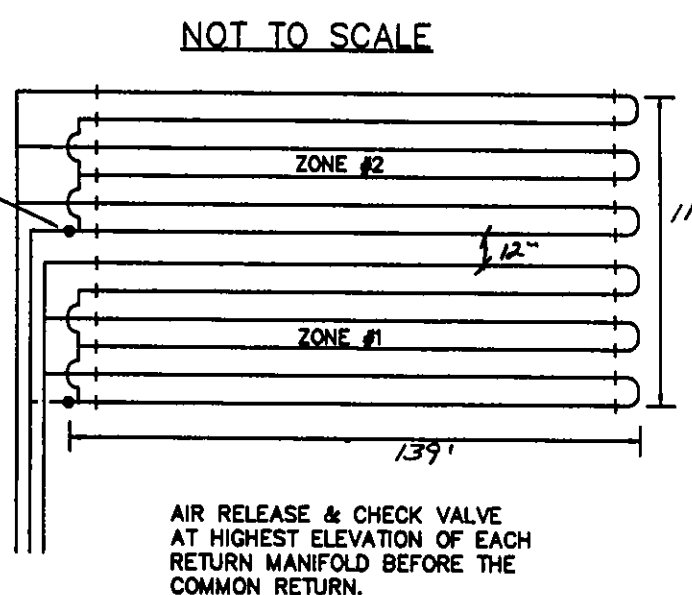 NOT TO SCALE
ZONE #2
12"
11
ZONE #1
139'
AIR RELEASE & CHECK VALVE
AT HIGHEST ELEVATION OF EACH
RETURN MANIFOLD BEFORE THE
COMMON RETURN.